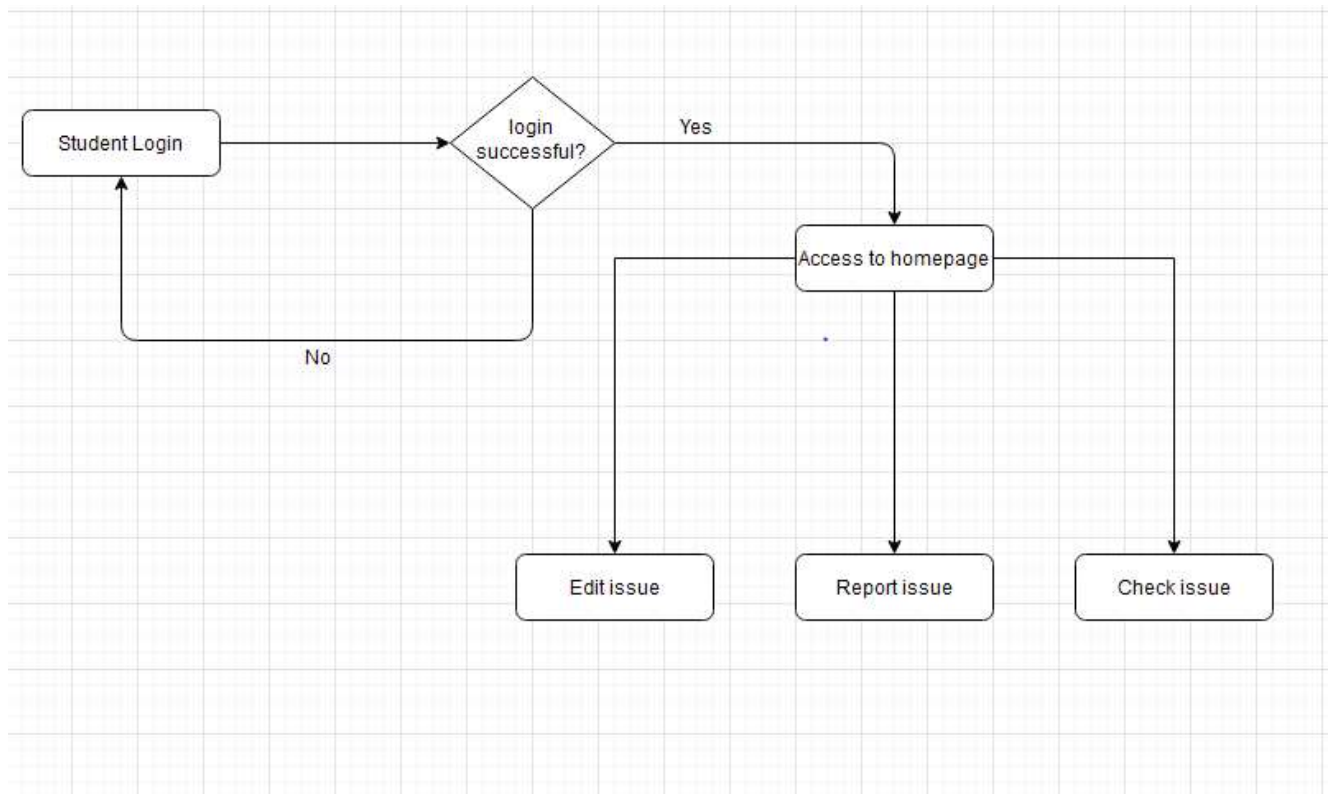 Student Login
login
successful?
Yes
No
Access to homepage
Edit issue
Report issue
Check issue